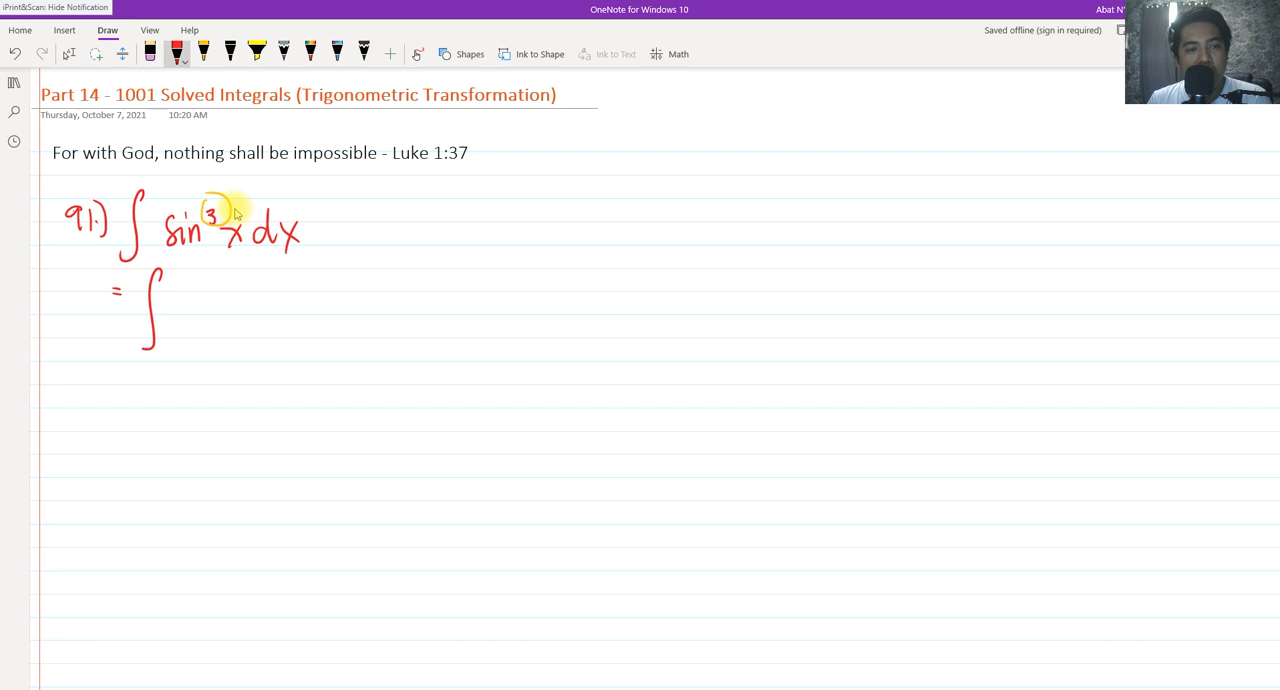 iPrint&Scan: Hide Notification
OneNote for Windows 10
Abat N'
Home Insert Draw View Help
Saved offline (sign in required)
Shapes Ink to Shape Ink to Text Math
Part 14 - 1001 Solved Integrals (Trigonometric Transformation)
Thursday, October 7, 2021 10:20 AM
For with God, nothing shall be impossible - Luke 1:37
91.) ∫ sin³ x dx
= ∫